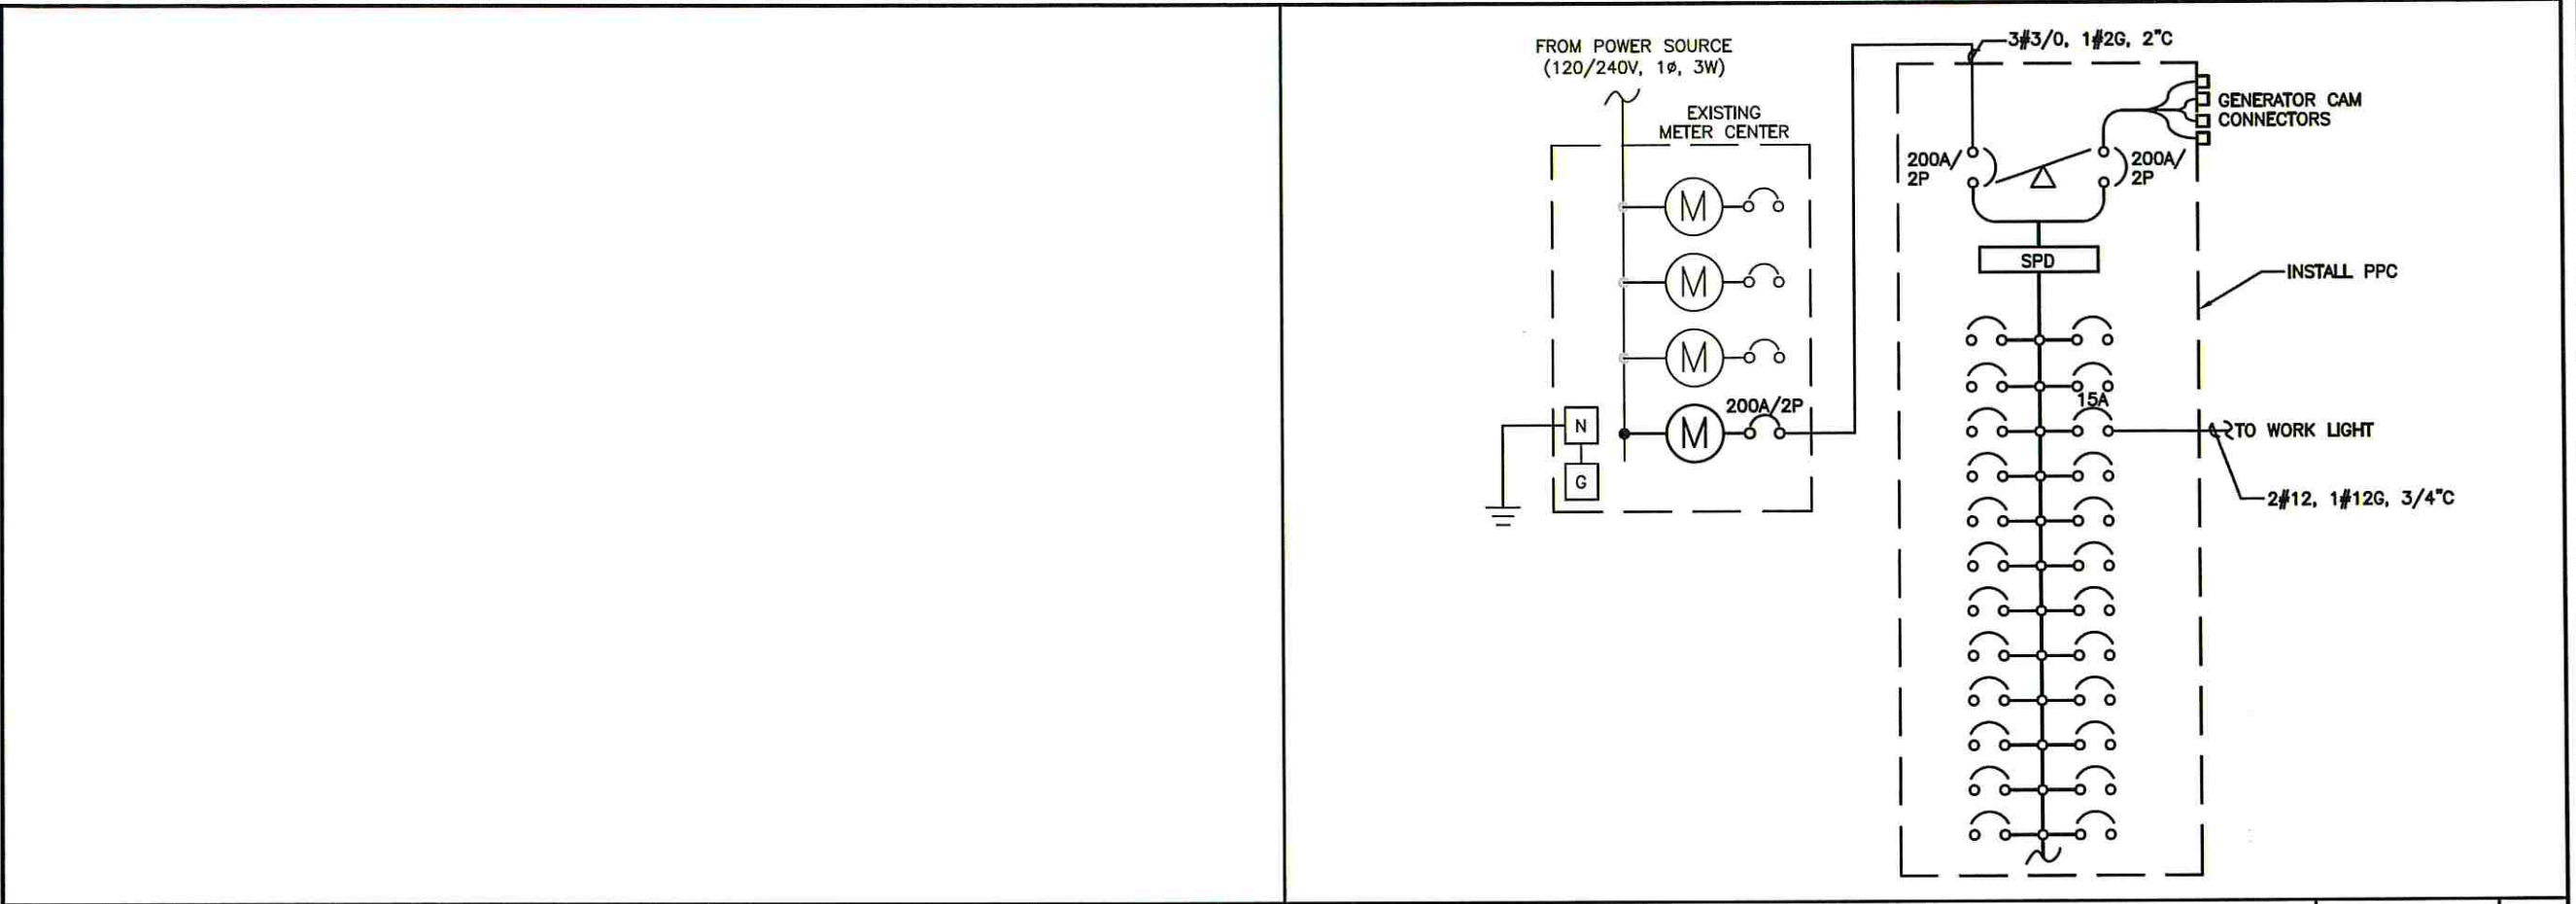 FROM POWER SOURCE
(120/240V, 1ø, 3W)
EXISTING
METER CENTER
M
M
M
M
200A/2P
N
G
3#3/0, 1#2G, 2"C
GENERATOR CAM
CONNECTORS
200A/
2P
200A/
2P
SPD
INSTALL PPC
15A
TO WORK LIGHT
2#12, 1#12G, 3/4"C